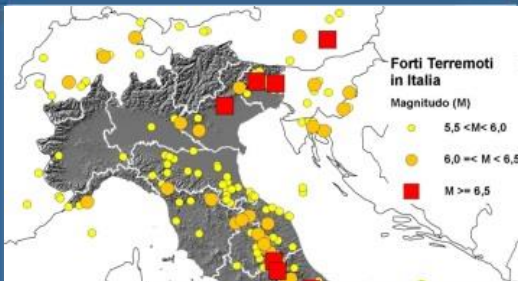 Forti Terremoti
in Italia
Magnitudo (M)
5,5 <M< 6,0
6,0 =< M < 6,5
M >= 6,5